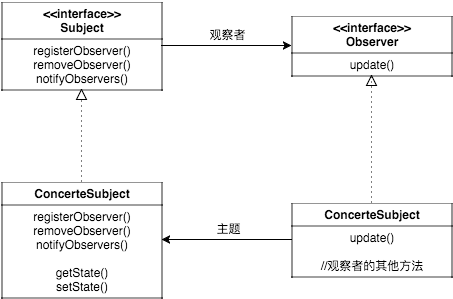 <<interface>>
Subject
registerObserver()
removeObserver()
notifyObservers()
观察者
<<interface>>
Observer
update()
ConcerteSubject
registerObserver()
removeObserver()
notifyObservers()
getState()
setState()
主题
ConcerteSubject
update()
//观察者的其他方法